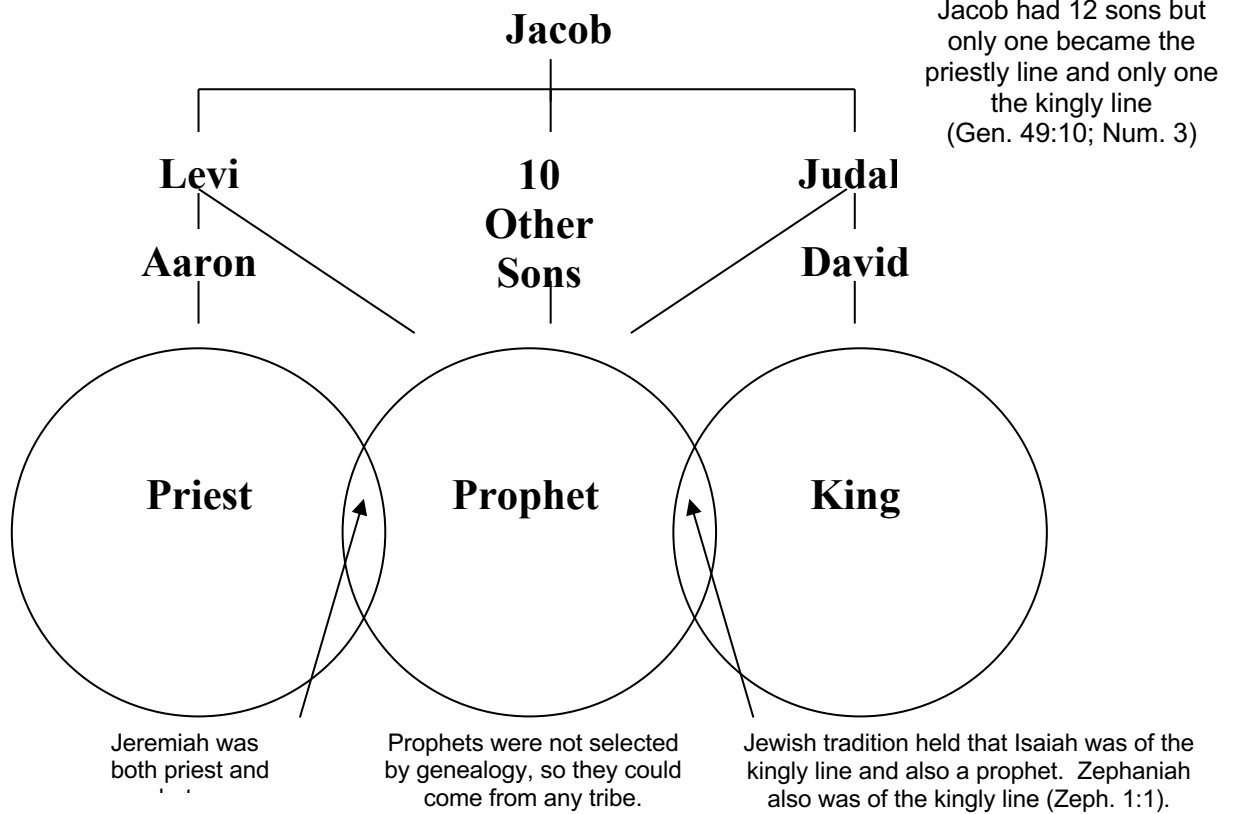 Jacob
Jacob had 12 sons but
only one became the
priestly line and only one
the kingly line
(Gen. 49:10; Num. 3)
Levi
10
Other
Sons
Judal
Aaron
David
Priest
Prophet
King
Jeremiah was
both priest and
Prophets were not selected
by genealogy, so they could
come from any tribe.
Jewish tradition held that Isaiah was of the
kingly line and also a prophet.  Zephaniah
also was of the kingly line (Zeph. 1:1).